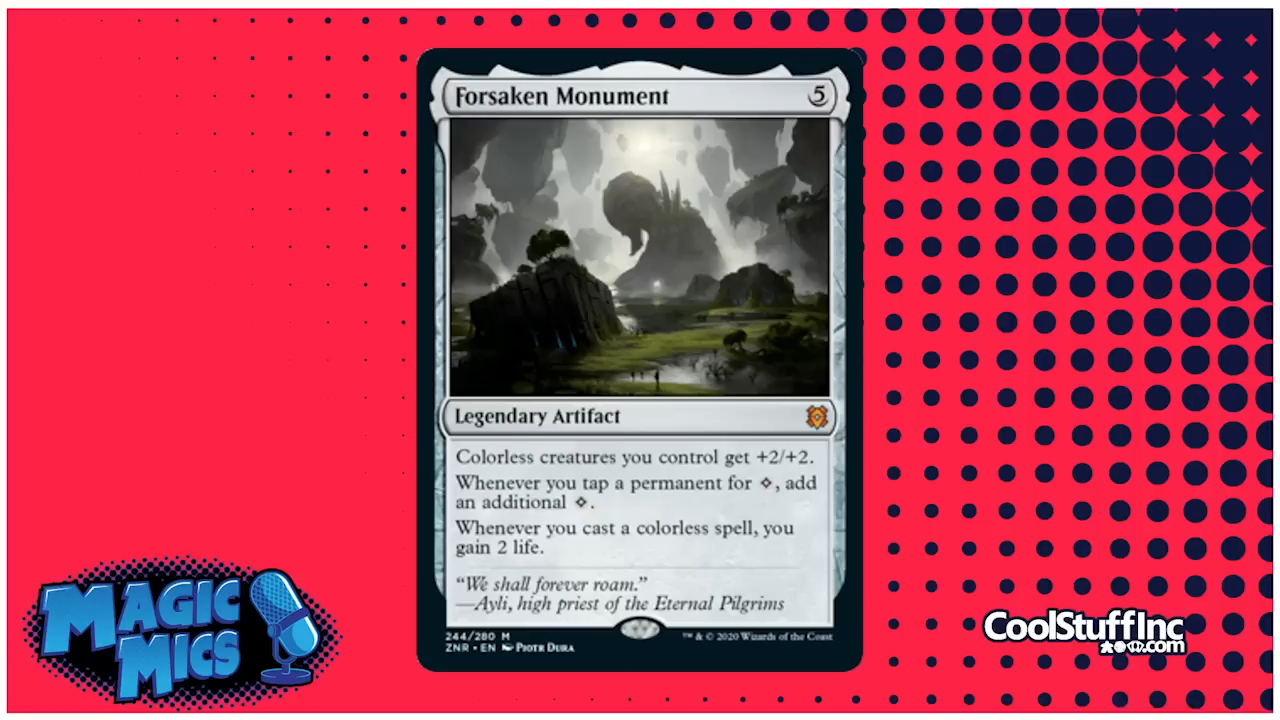 Forsaken Monument 5
Legendary Artifact
Colorless creatures you control get +2/+2.
Whenever you tap a permanent for , add
an additional .
Whenever you cast a colorless spell, you
gain 2 life.
“We shall forever roam.”
—Ayli, high priest of the Eternal Pilgrims
244/280 M
ZNR • EN Piotr Dura
™ & © 2020 Wizards of the Coast
MAGIC
MICS
CoolStuffInc
.com